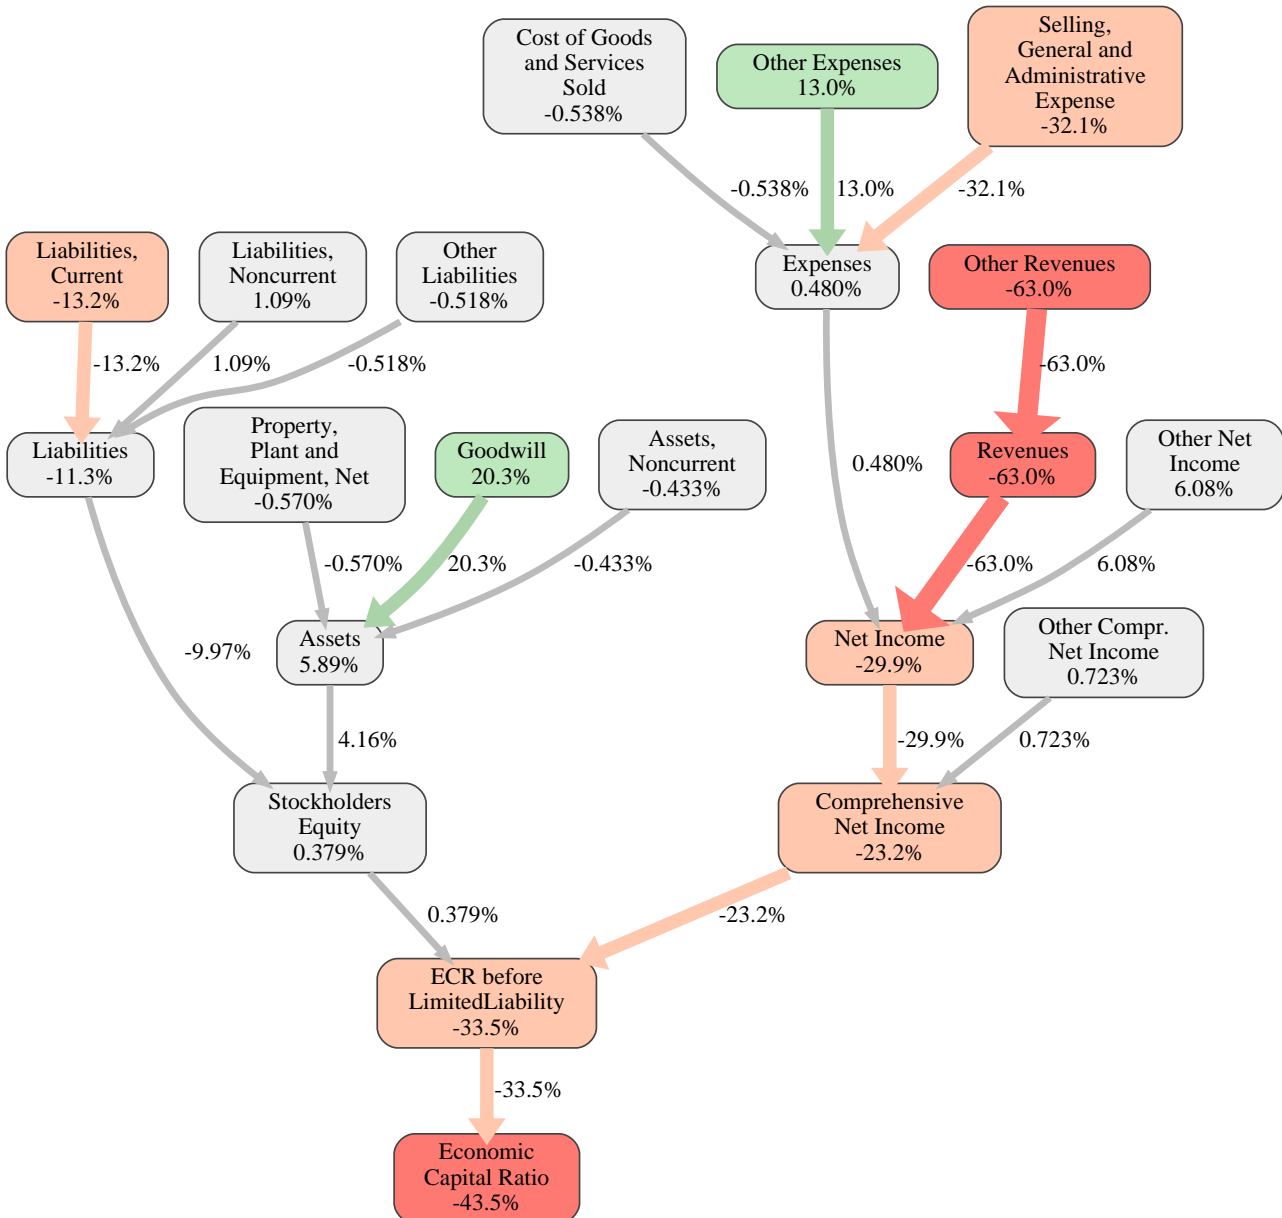 Cost of Goods
and Services
Sold
-0.538%
Other Expenses
13.0%
Selling,
General and
Administrative
Expense
-32.1%
-0.538%
13.0%
-32.1%
Liabilities,
Current
-13.2%
Liabilities,
Noncurrent
1.09%
Other
Liabilities
-0.518%
Expenses
0.480%
Other Revenues
-63.0%
-13.2%
1.09%
-0.518%
-63.0%
Liabilities
-11.3%
Property,
Plant and
Equipment, Net
-0.570%
Goodwill
20.3%
Assets,
Noncurrent
-0.433%
0.480%
Revenues
-63.0%
Other Net
Income
6.08%
-0.570%
20.3%
-0.433%
-63.0%
6.08%
-9.97%
Assets
5.89%
Net Income
-29.9%
Other Compr.
Net Income
0.723%
4.16%
-29.9%
0.723%
Stockholders
Equity
0.379%
Comprehensive
Net Income
-23.2%
0.379%
-23.2%
ECR before
LimitedLiability
-33.5%
-33.5%
Economic
Capital Ratio
-43.5%